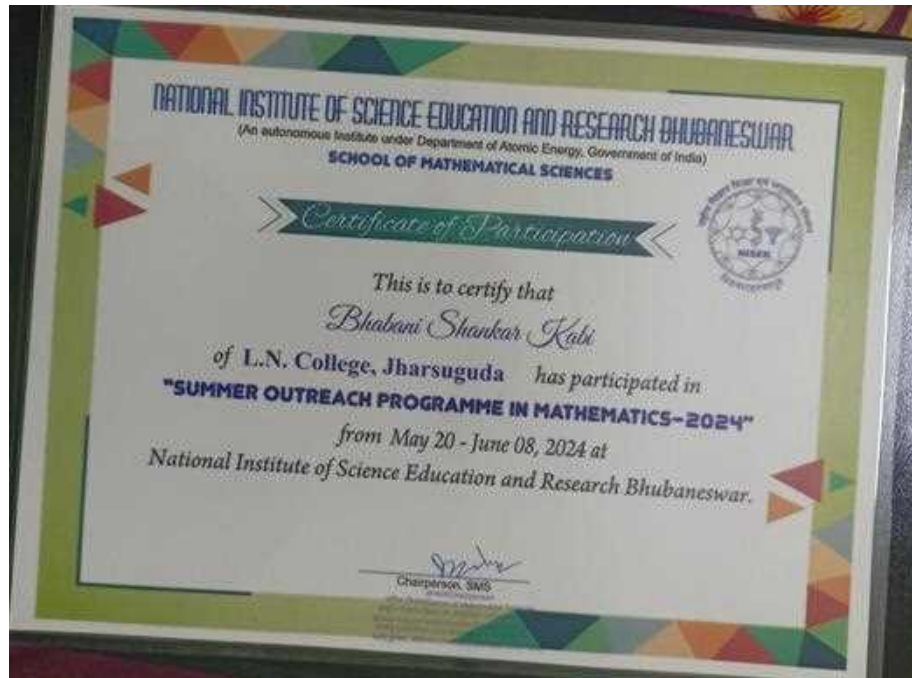 NATIONAL INSTITUTE OF SCIENCE EDUCATION AND RESEARCH BHUBANESWAR
(An autonomous Institute under Department of Atomic Energy, Government of India)
SCHOOL OF MATHEMATICAL SCIENCES
Certificate of Participation
NISER
This is to certify that
Bhabani Shankar Kabi
of L.N. College, Jharsuguda has participated in
"SUMMER OUTREACH PROGRAMME IN MATHEMATICS-2024"
from May 20 - June 08, 2024 at
National Institute of Science Education and Research Bhubaneswar.
Chairperson, SMS